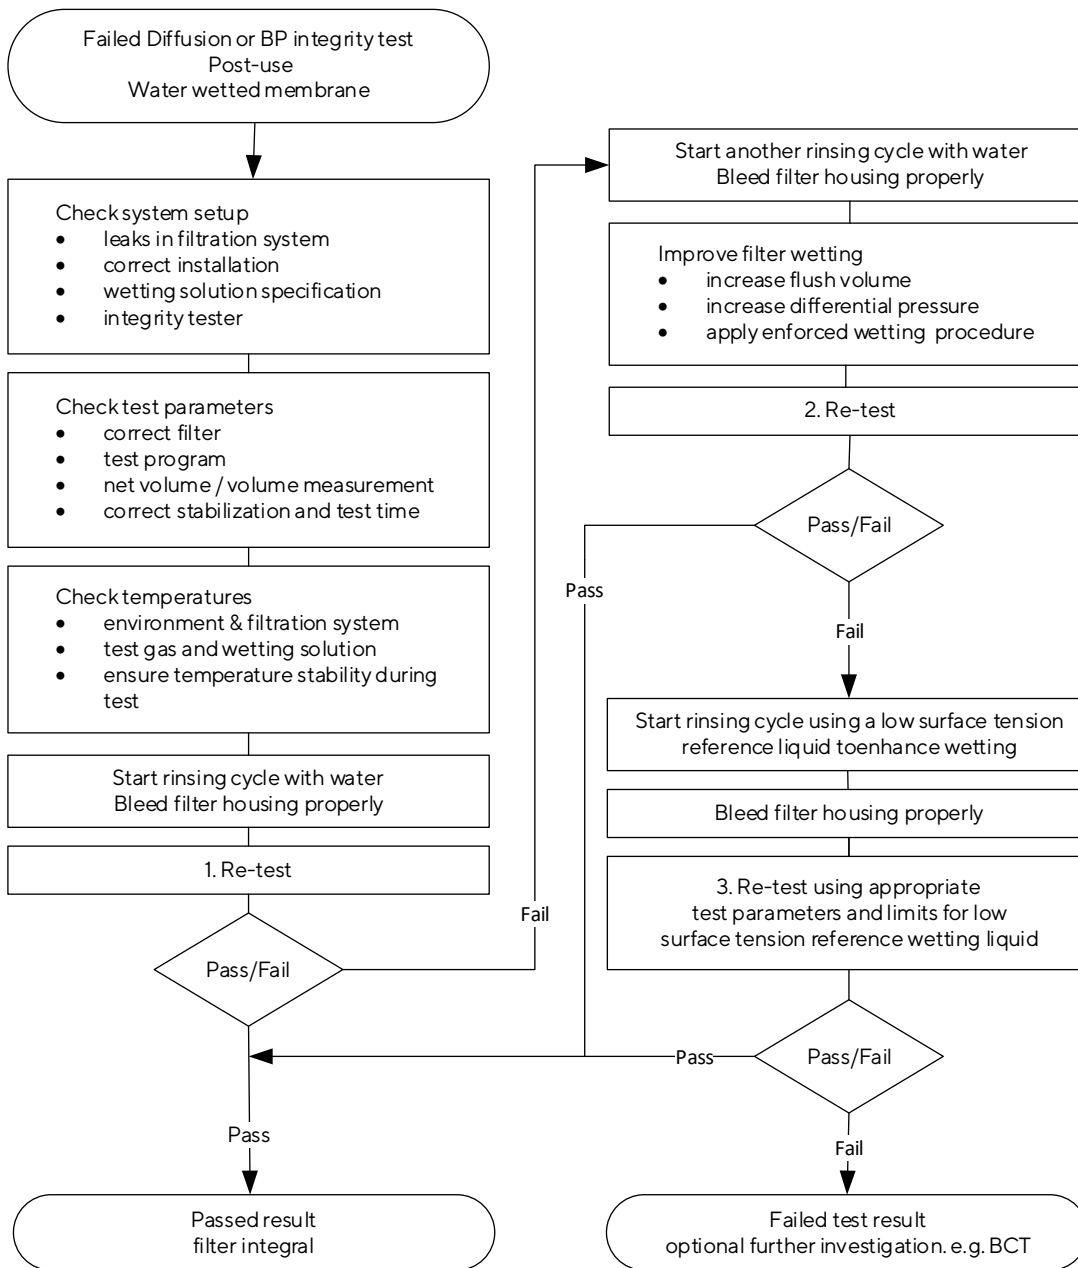 Failed Diffusion or BP integrity test
Post-use
Water wetted membrane
Check system setup
• leaks in filtration system
• correct installation
• wetting solution specification
• integrity tester
Check test parameters
• correct filter
• test program
• net volume / volume measurement
• correct stabilization and test time
Check temperatures
• environment & filtration system
• test gas and wetting solution
• ensure temperature stability during
test
Start rinsing cycle with water
Bleed filter housing properly
1. Re-test
Pass/Fail
Fail
Pass
Passed result
filter integral
Start another rinsing cycle with water
Bleed filter housing properly
Improve filter wetting
• increase flush volume
• increase differential pressure
• apply enforced wetting procedure
2. Re-test
Pass/Fail
Pass
Fail
Start rinsing cycle using a low surface tension
reference liquid toenhance wetting
Bleed filter housing properly
3. Re-test using appropriate
test parameters and limits for low
surface tension reference wetting liquid
Pass/Fail
Pass
Fail
Failed test result
optional further investigation. e.g. BCT